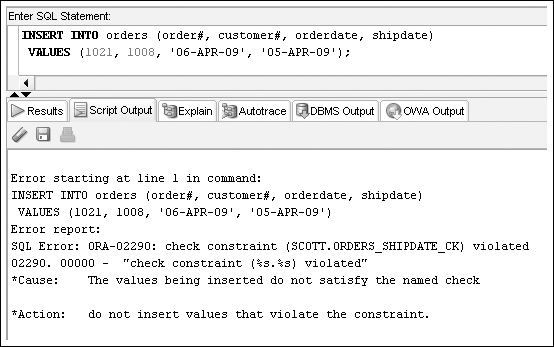 Enter SQL Statement:
INSERT INTO orders (order#, customer#, orderdate, shipdate)
VALUES (1021, 1008, '06-APR-09', '05-APR-09');
Results Script Output Explain Autotrace DBMS Output OWA Output
Error starting at line 1 in command:
INSERT INTO orders (order#, customer#, orderdate, shipdate)
VALUES (1021, 1008, '06-APR-09', '05-APR-09')
Error report:
SQL Error: ORA-02290: check constraint (SCOTT.ORDERS_SHIPDATE_CK) violated
02290. 00000 - "check constraint (%s.%s) violated"
*Cause: The values being inserted do not satisfy the named check
*Action: do not insert values that violate the constraint.